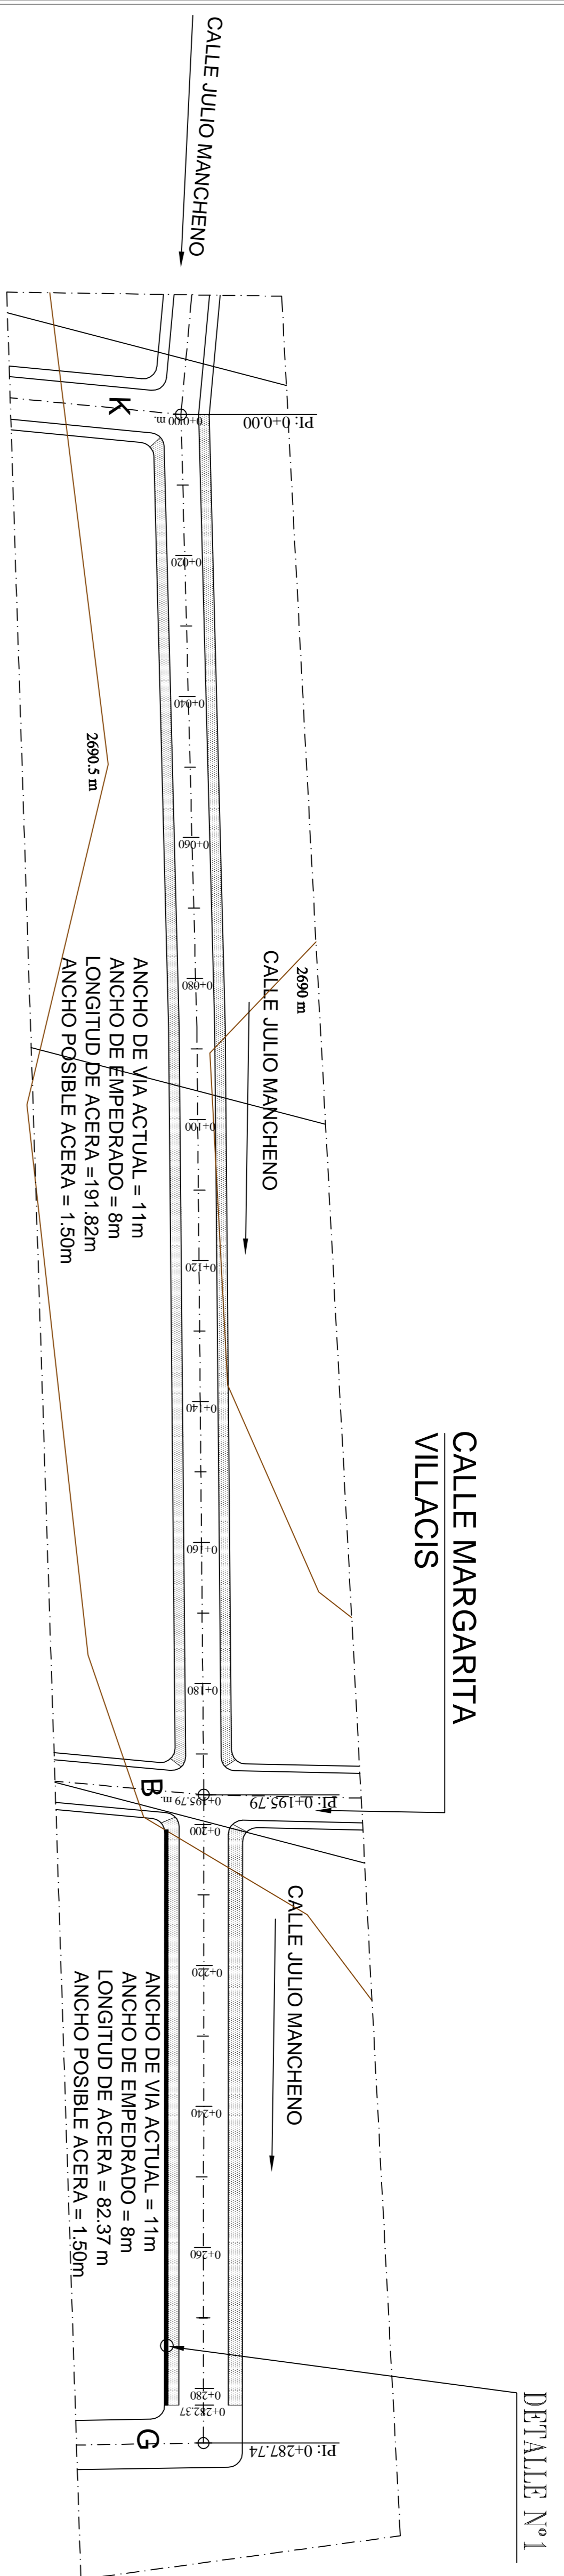 CALLE JULIO MANCHENO
K
PI: 0+0.00
0+0.00 m.
0+020
0+040
2690.5 m
0+060
0+080
CALLE JULIO MANCHENO
2690 m
ANCHO DE VIA ACTUAL = 11m
ANCHO DE EMPEDRADO = 8m
LONGITUD DE ACERA =191.82m
ANCHO POSIBLE ACERA = 1.50m
0+100
0+120
0+140
0+160
0+180
CALLE MARGARITA
VILLACIS
B
PI: 0+195.79
0+195.79 m.
0+200
CALLE JULIO MANCHENO
0+220
0+240
0+260
ANCHO DE VIA ACTUAL = 11m
ANCHO DE EMPEDRADO = 8m
LONGITUD DE ACERA = 82.37 m
ANCHO POSIBLE ACERA = 1.50m
0+280
0+282.37
G
PI: 0+287.74
DETALLE N°1